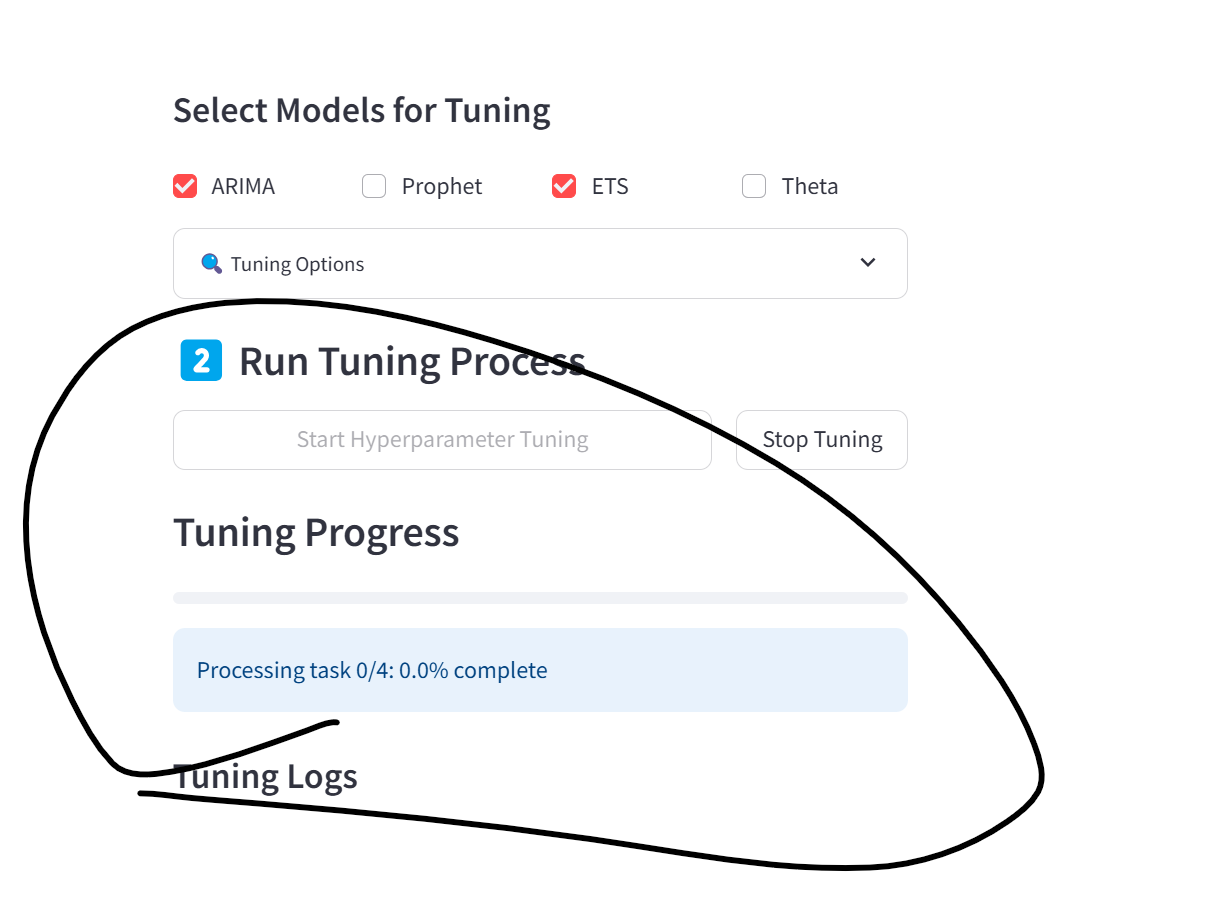 Select Models for Tuning
ARIMA Prophet ETS Theta
Tuning Options
2 Run Tuning Process
Start Hyperparameter Tuning Stop Tuning
Tuning Progress
Processing task 0/4: 0.0% complete
Tuning Logs